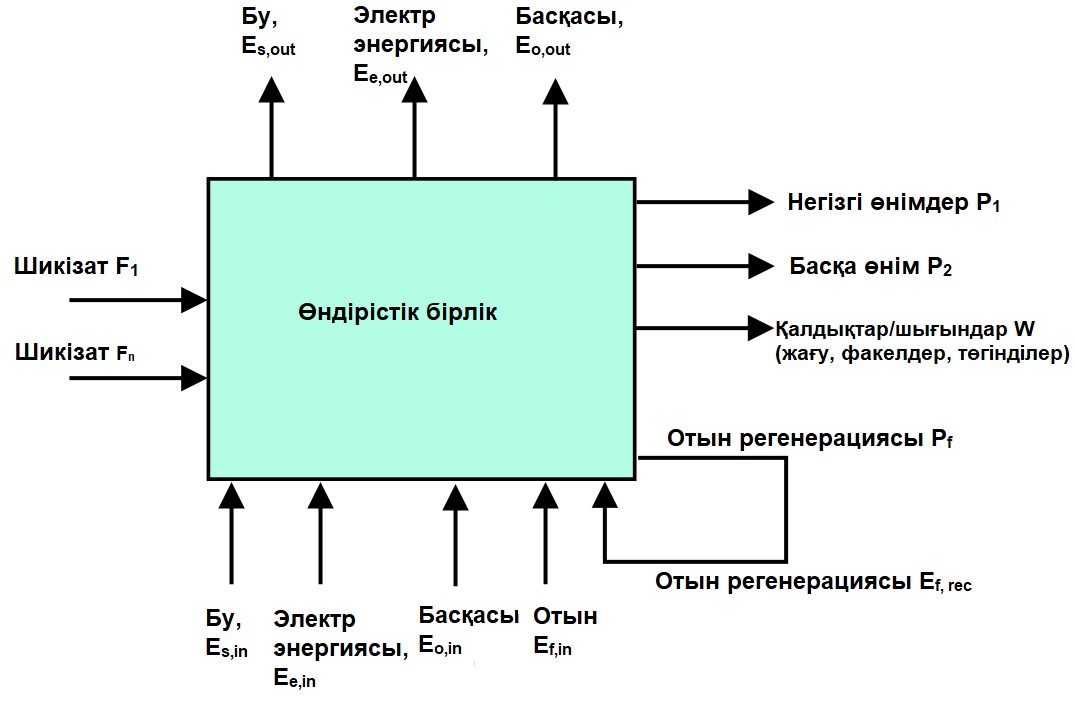 Бу,
Es,out
Электр
энергиясы,
Ee,out
Басқасы,
Eo,out
Негізгі өнімдер P1
Шикізат F1
Басқа өнім P2
Өндірістік бірлік
Қалдықтар/шығындар W
(жағу, факелдер, төгінділер)
Шикізат Fn
Отын регенерациясы Pf
Отын регенерациясы Ef, rec
Бу,
Es,in
Электр
энергиясы,
Ee,in
Басқасы
Eo,in
Отын
Ef,in